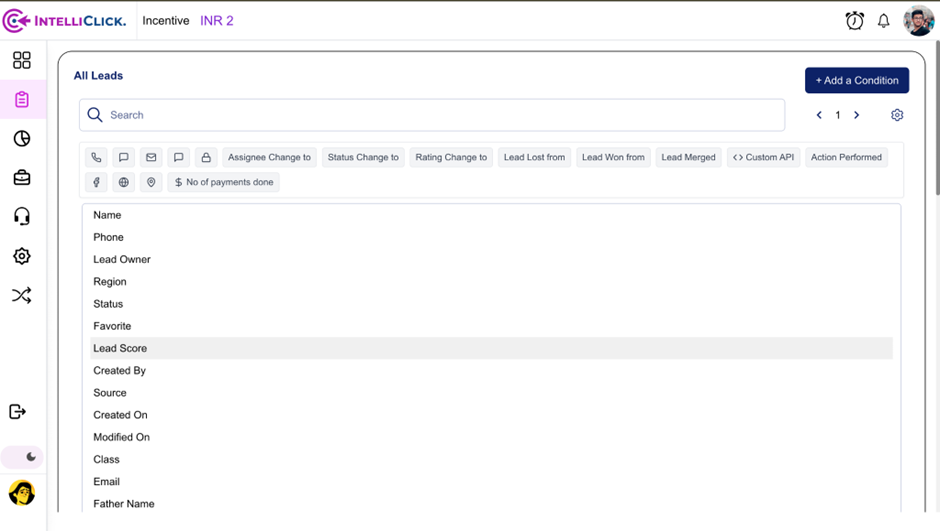 INTELLICLICK. Incentive INR 2
All Leads
+ Add a Condition
Search
1
Assignee Change to Status Change to Rating Change to Lead Lost from Lead Won from Lead Merged <> Custom API Action Performed
$ No of payments done
Name
Phone
Lead Owner
Region
Status
Favorite
Lead Score
Created By
Source
Created On
Modified On
Class
Email
Father Name